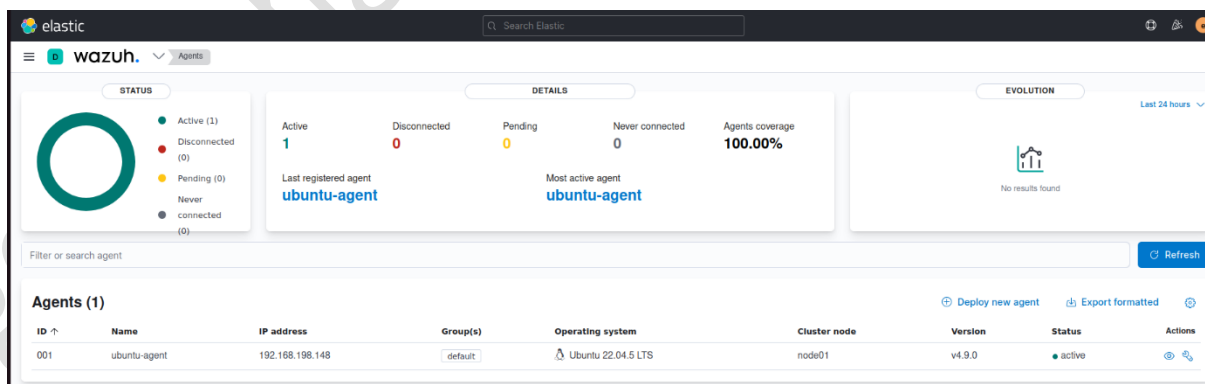 elastic
Search Elastic
D wazuh. Agents
STATUS
DETAILS
EVOLUTION
Last 24 hours
Active (1)
Disconnected
(0)
Pending (0)
Never
connected
(0)
Active Disconnected Pending Never connected Agents coverage
1 0 0 0 100.00%
Last registered agent Most active agent
ubuntu-agent ubuntu-agent
No results found
Filter or search agent
Refresh
Agents (1)
Deploy new agent Export formatted
ID Name IP address Group(s) Operating system Cluster node Version Status Actions
001 ubuntu-agent 192.168.198.148 default Ubuntu 22.04.5 LTS node01 v4.9.0 active